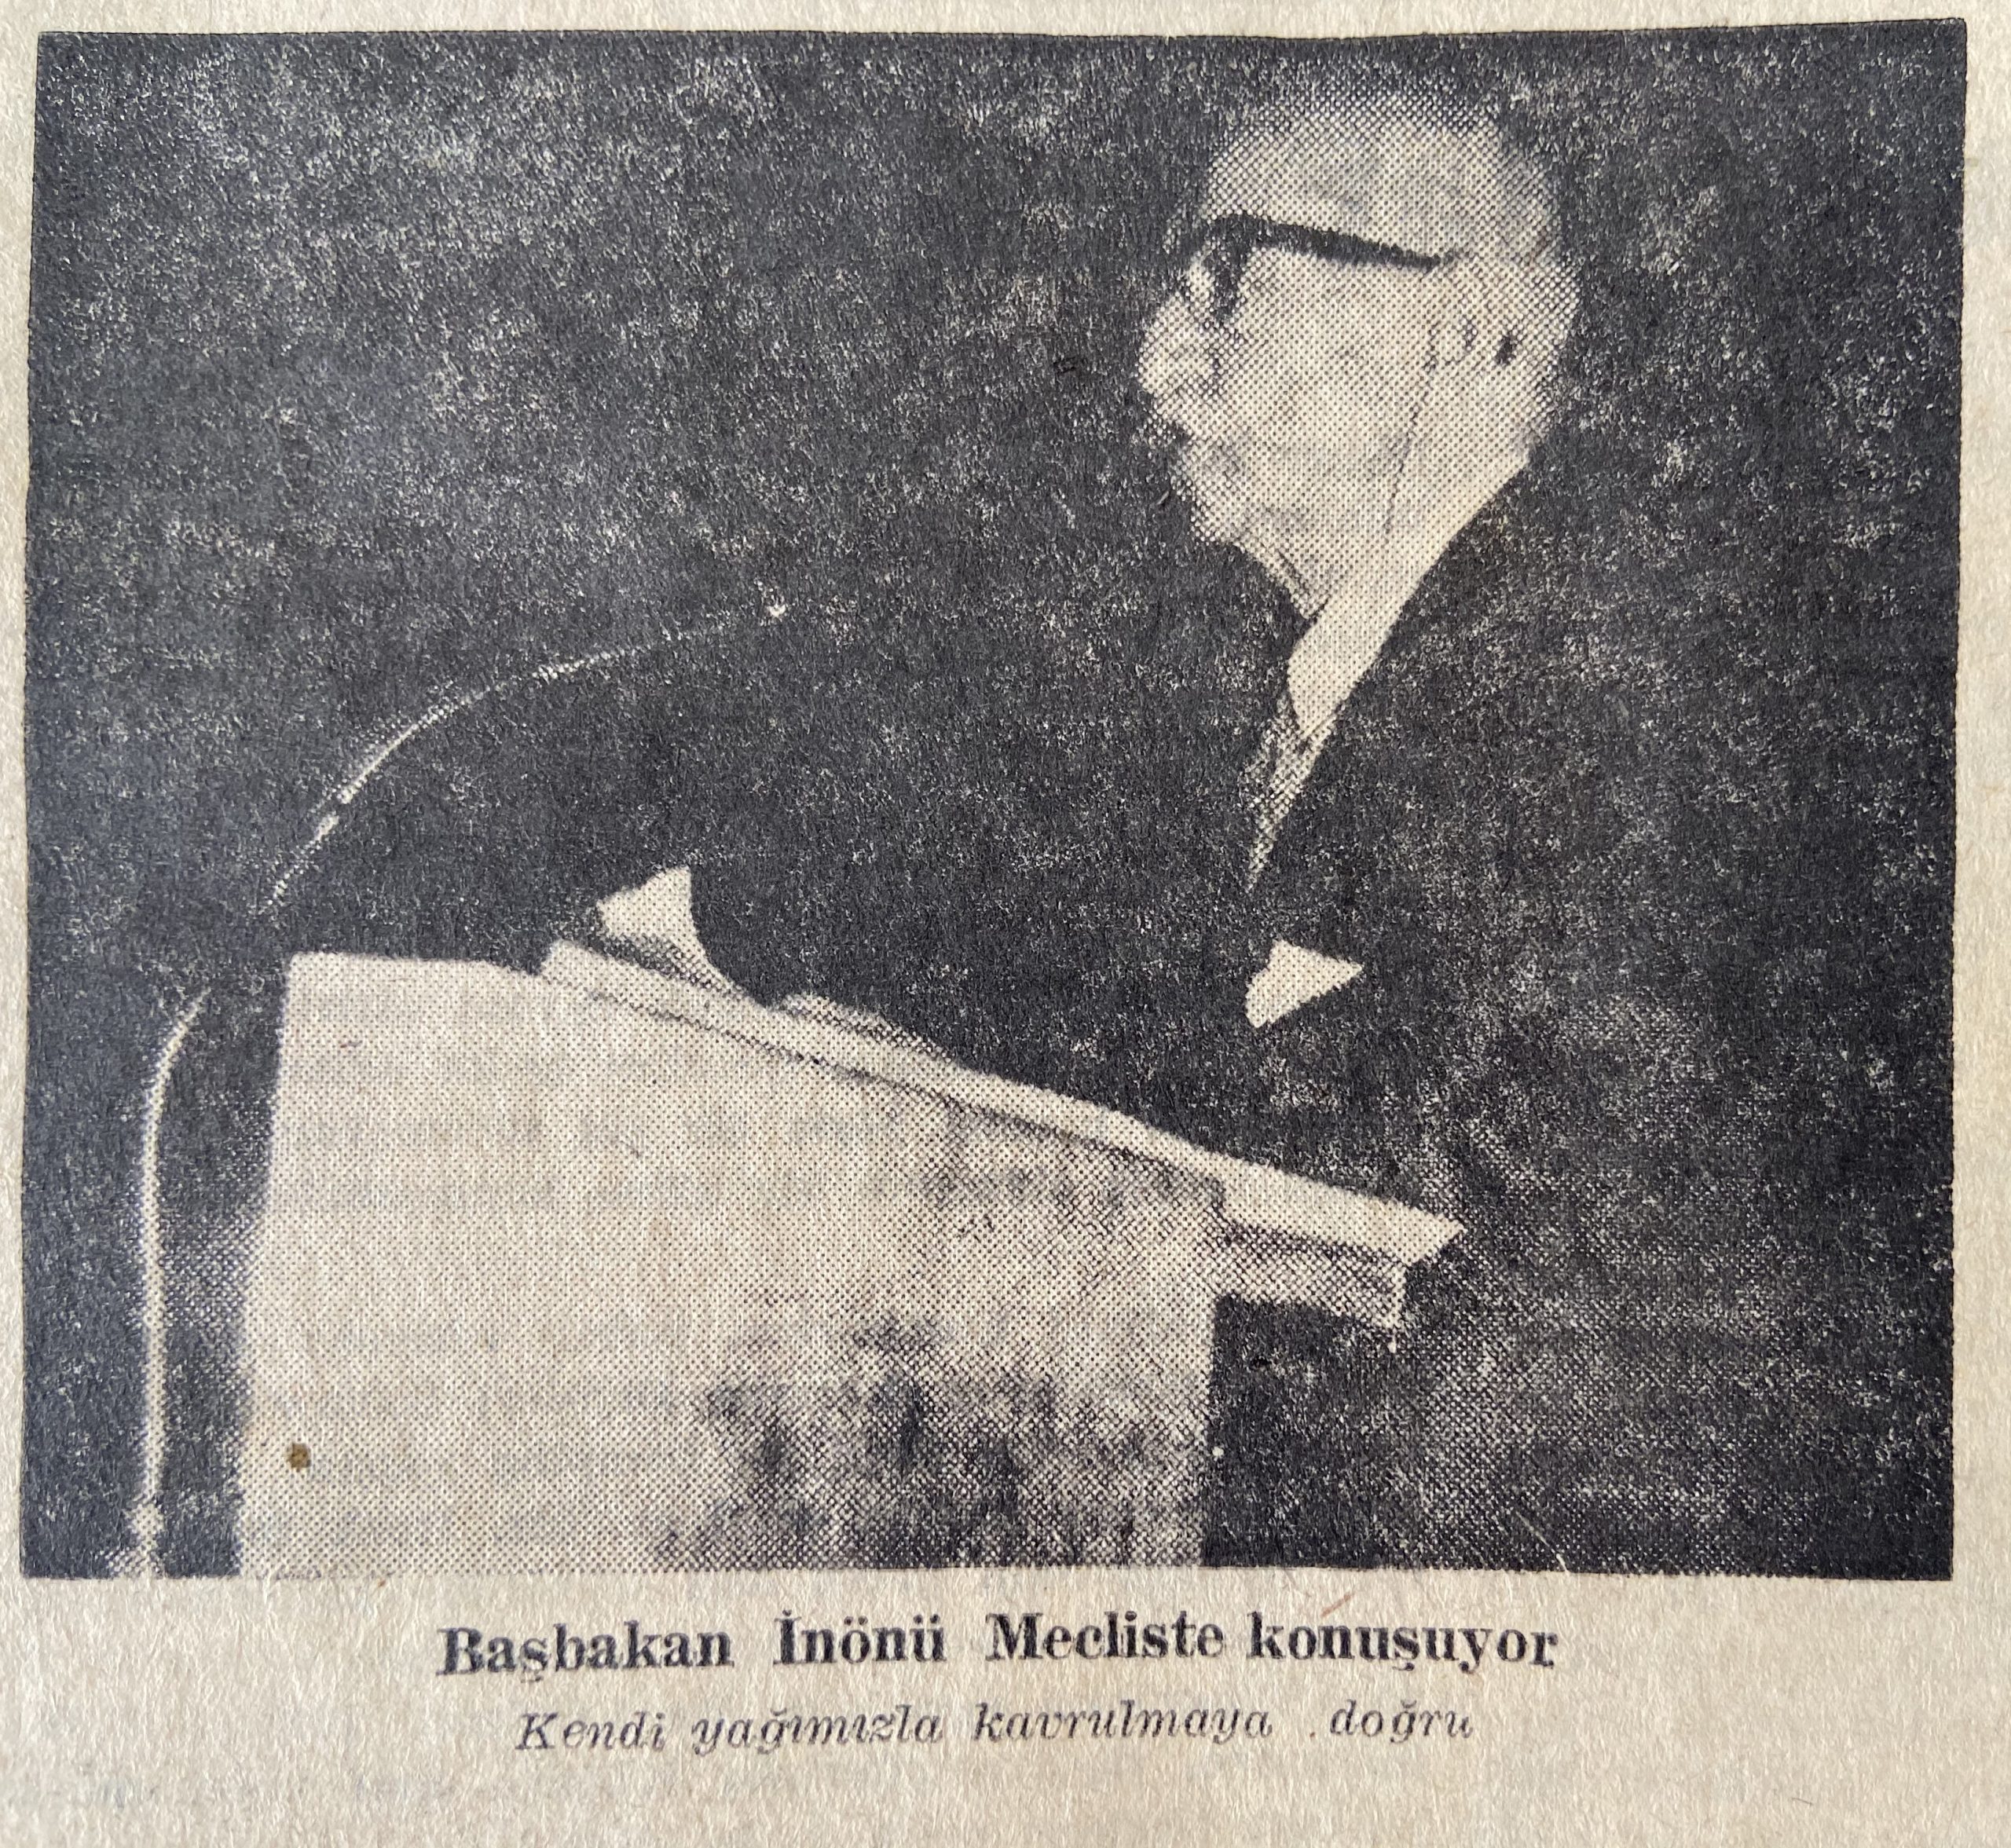 Başbakan İnönü Mecliste konuşuyor
Kendi yağımızla kavrulmaya doğru